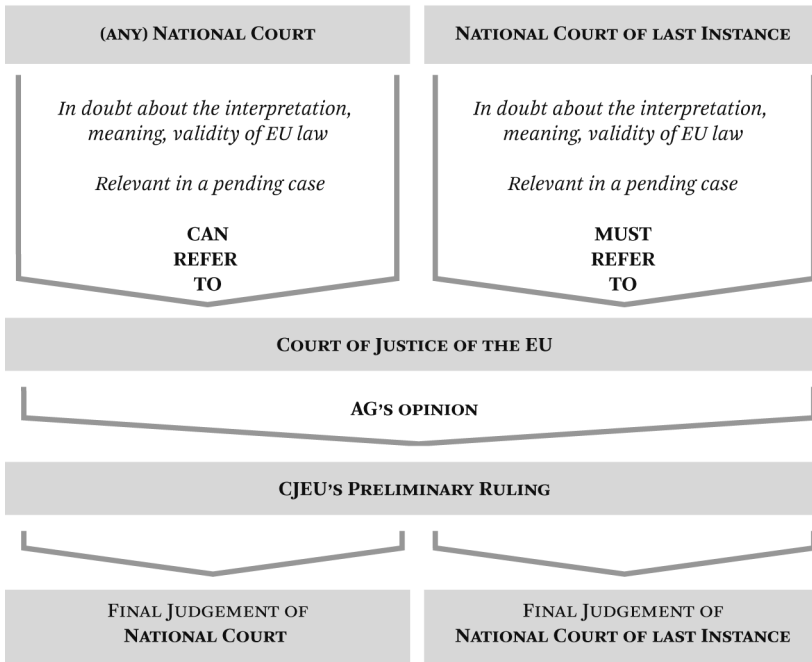 (ANY) NATIONAL COURT
NATIONAL COURT OF LAST INSTANCE
In doubt about the interpretation,
meaning, validity of EU law
Relevant in a pending case
CAN
REFER
TO
In doubt about the interpretation,
meaning, validity of EU law
Relevant in a pending case
MUST
REFER
TO
COURT OF JUSTICE OF THE EU
AG'S OPINION
CJEU'S PRELIMINARY RULING
FINAL JUDGEMENT OF
NATIONAL COURT
FINAL JUDGEMENT OF
NATIONAL COURT OF LAST INSTANCE